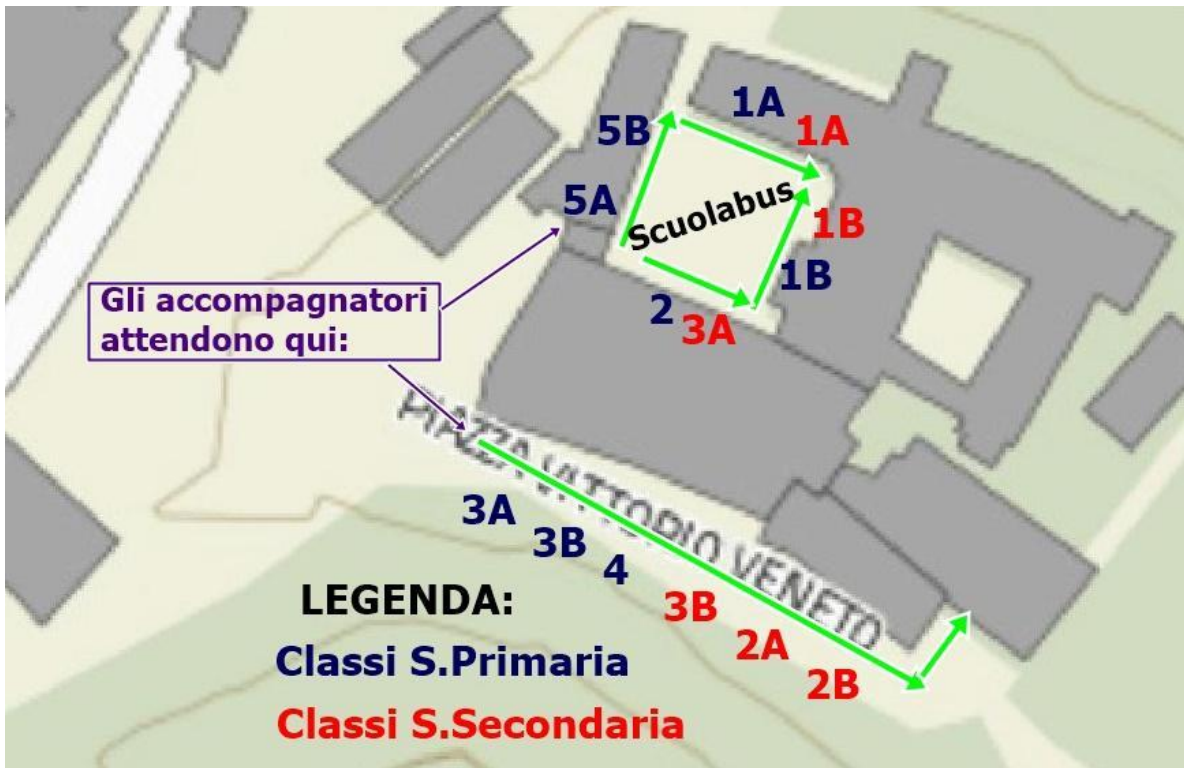 1A
1A
5B
5A
Scuolabus
1B
1B
2
3A
Gli accompagnatori
attendono qui:
PIAZZA VITTORIO VENETO
3A
3B
4
3B
2A
2B
LEGENDA:
Classi S.Primaria
Classi S.Secondaria